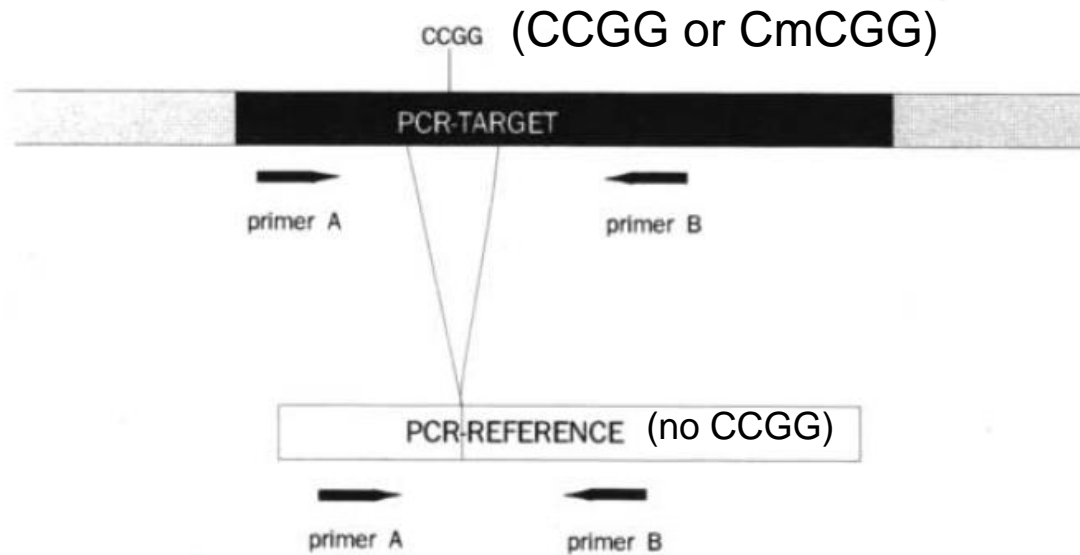 CCGG (CCGG or CmCGG)
PCR-TARGET
primer A primer B
PCR-REFERENCE (no CCGG)
primer A primer B